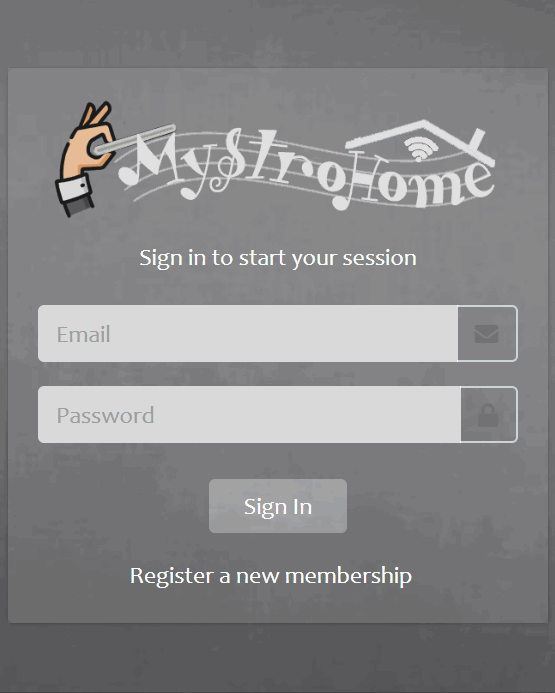 MyStroHome
Sign in to start your session
Email
Password
Sign In
Register a new membership